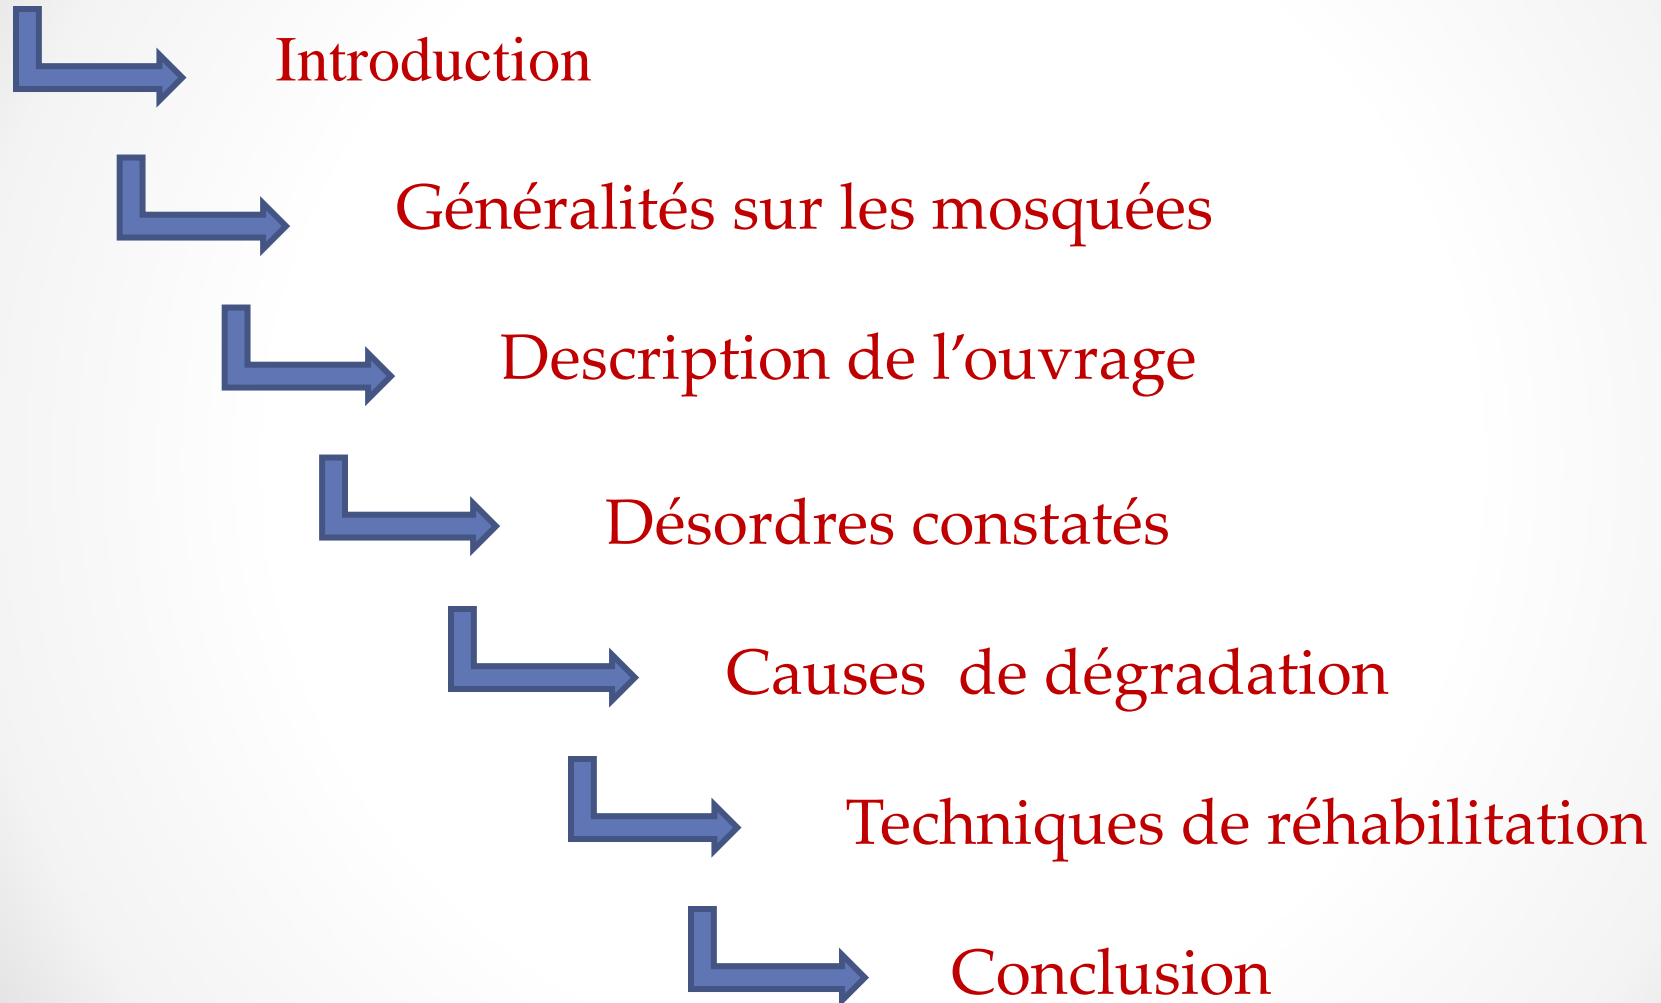 Introduction
Généralités sur les mosquées
Description de l’ouvrage
Désordres constatés
Causes  de dégradation
Techniques de réhabilitation
Conclusion